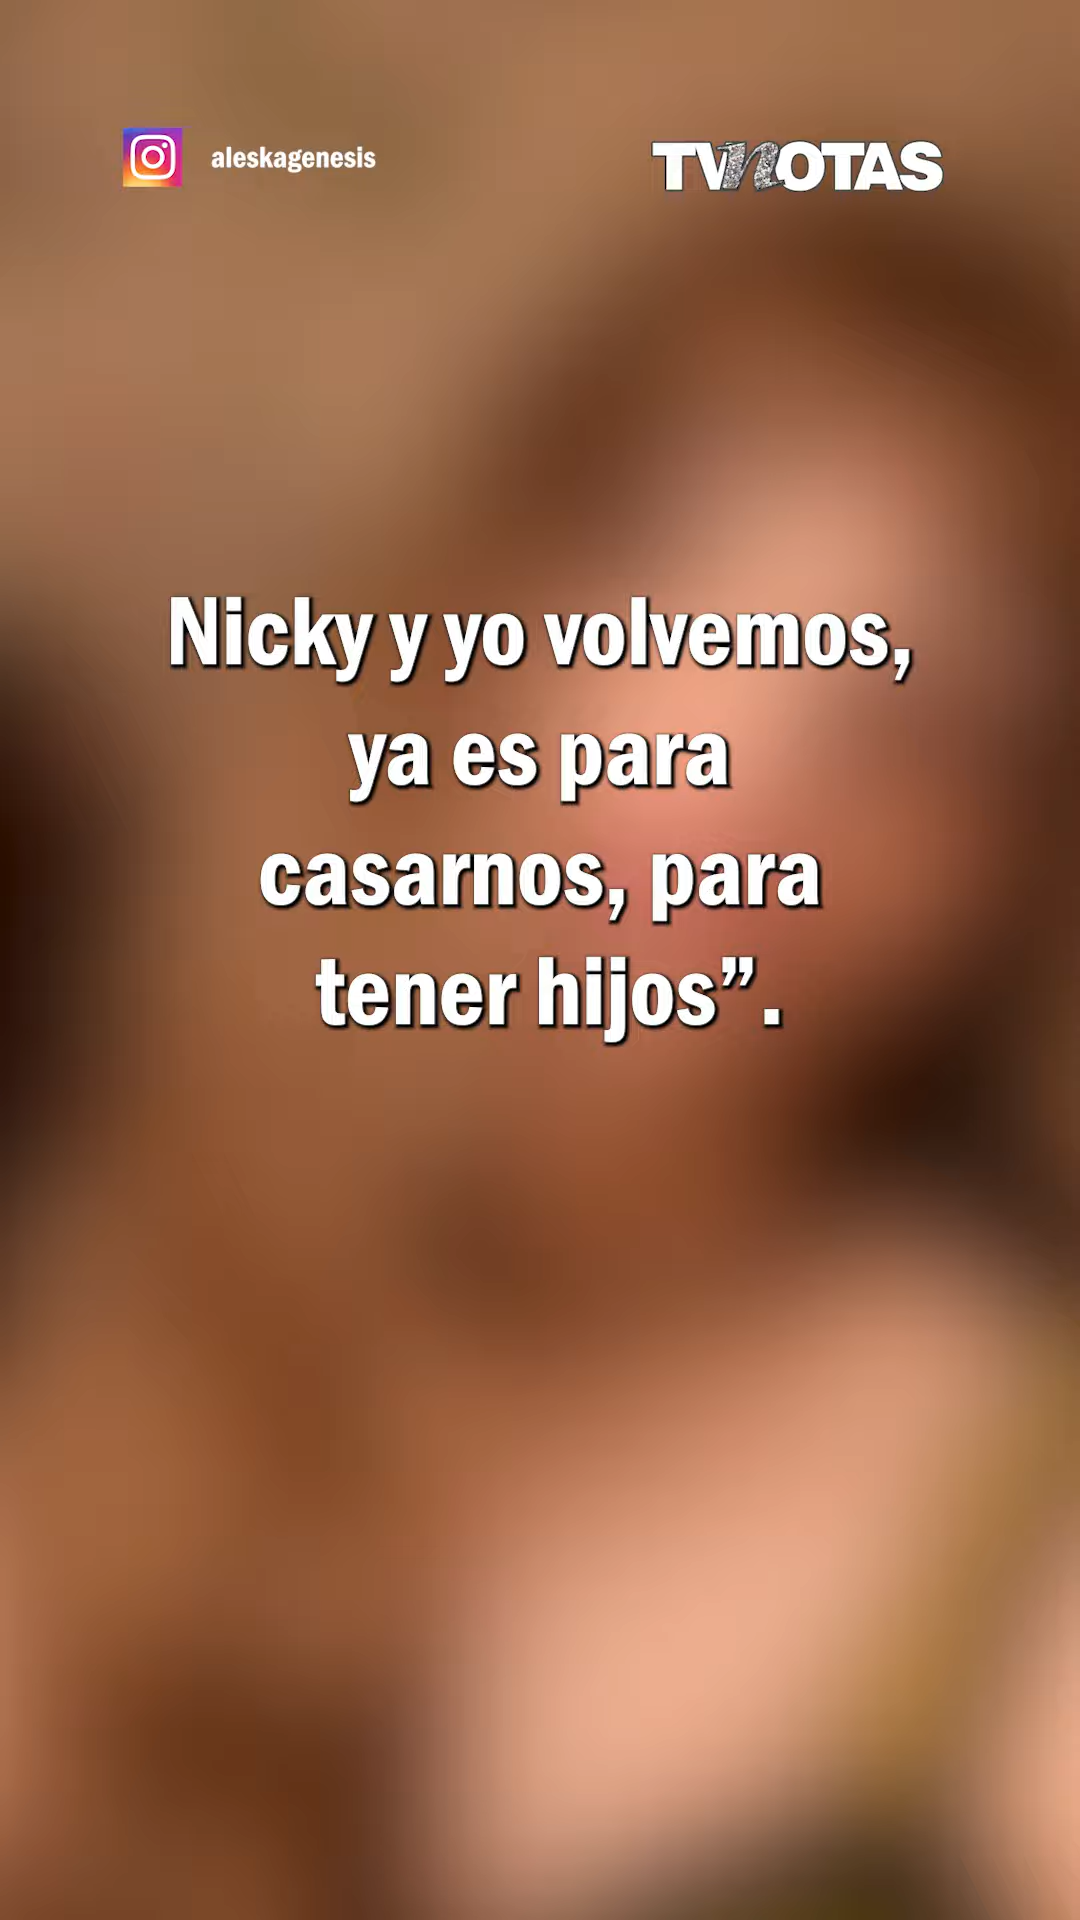 aleskagenesis
TVnOTAS
Nicky y yo volvemos,
ya es para
casarnos, para
tener hijos”.